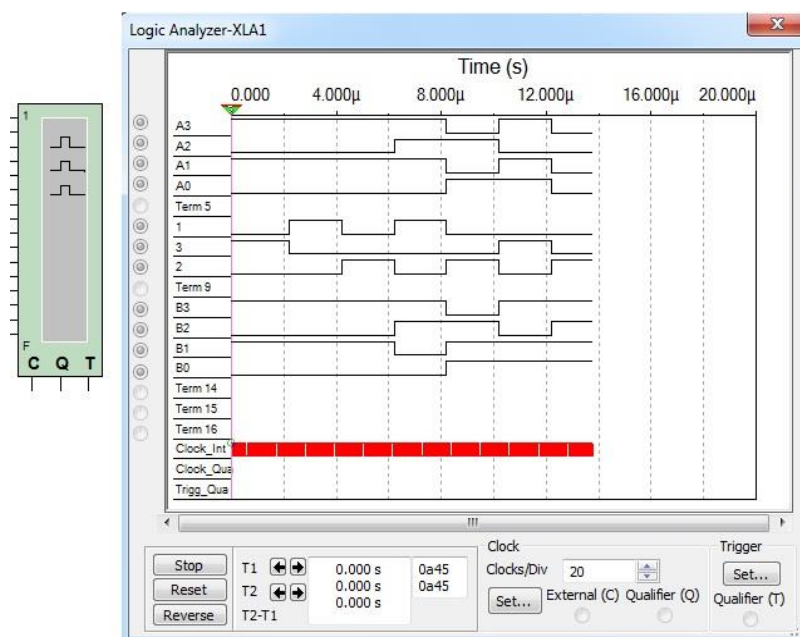 Logic Analyzer-XLA1
x
1
F
C Q T
Time (s)
0.000 4.000μ 8.000μ 12.000μ 16.000μ 20.000μ
A3
A2
A1
A0
Term 5
1
3
2
Term 9
B3
B2
B1
B0
Term 14
Term 15
Term 16
Clock_Int
Clock_Qua
Trigg_Qua
Stop
Reset
Reverse
T1 0.000 s 0a45
T2 0.000 s 0a45
T2-T1 0.000 s
Clock
Clocks/Div 20
Set... External (C) Qualifier (Q)
Trigger
Set...
Qualifier (T)